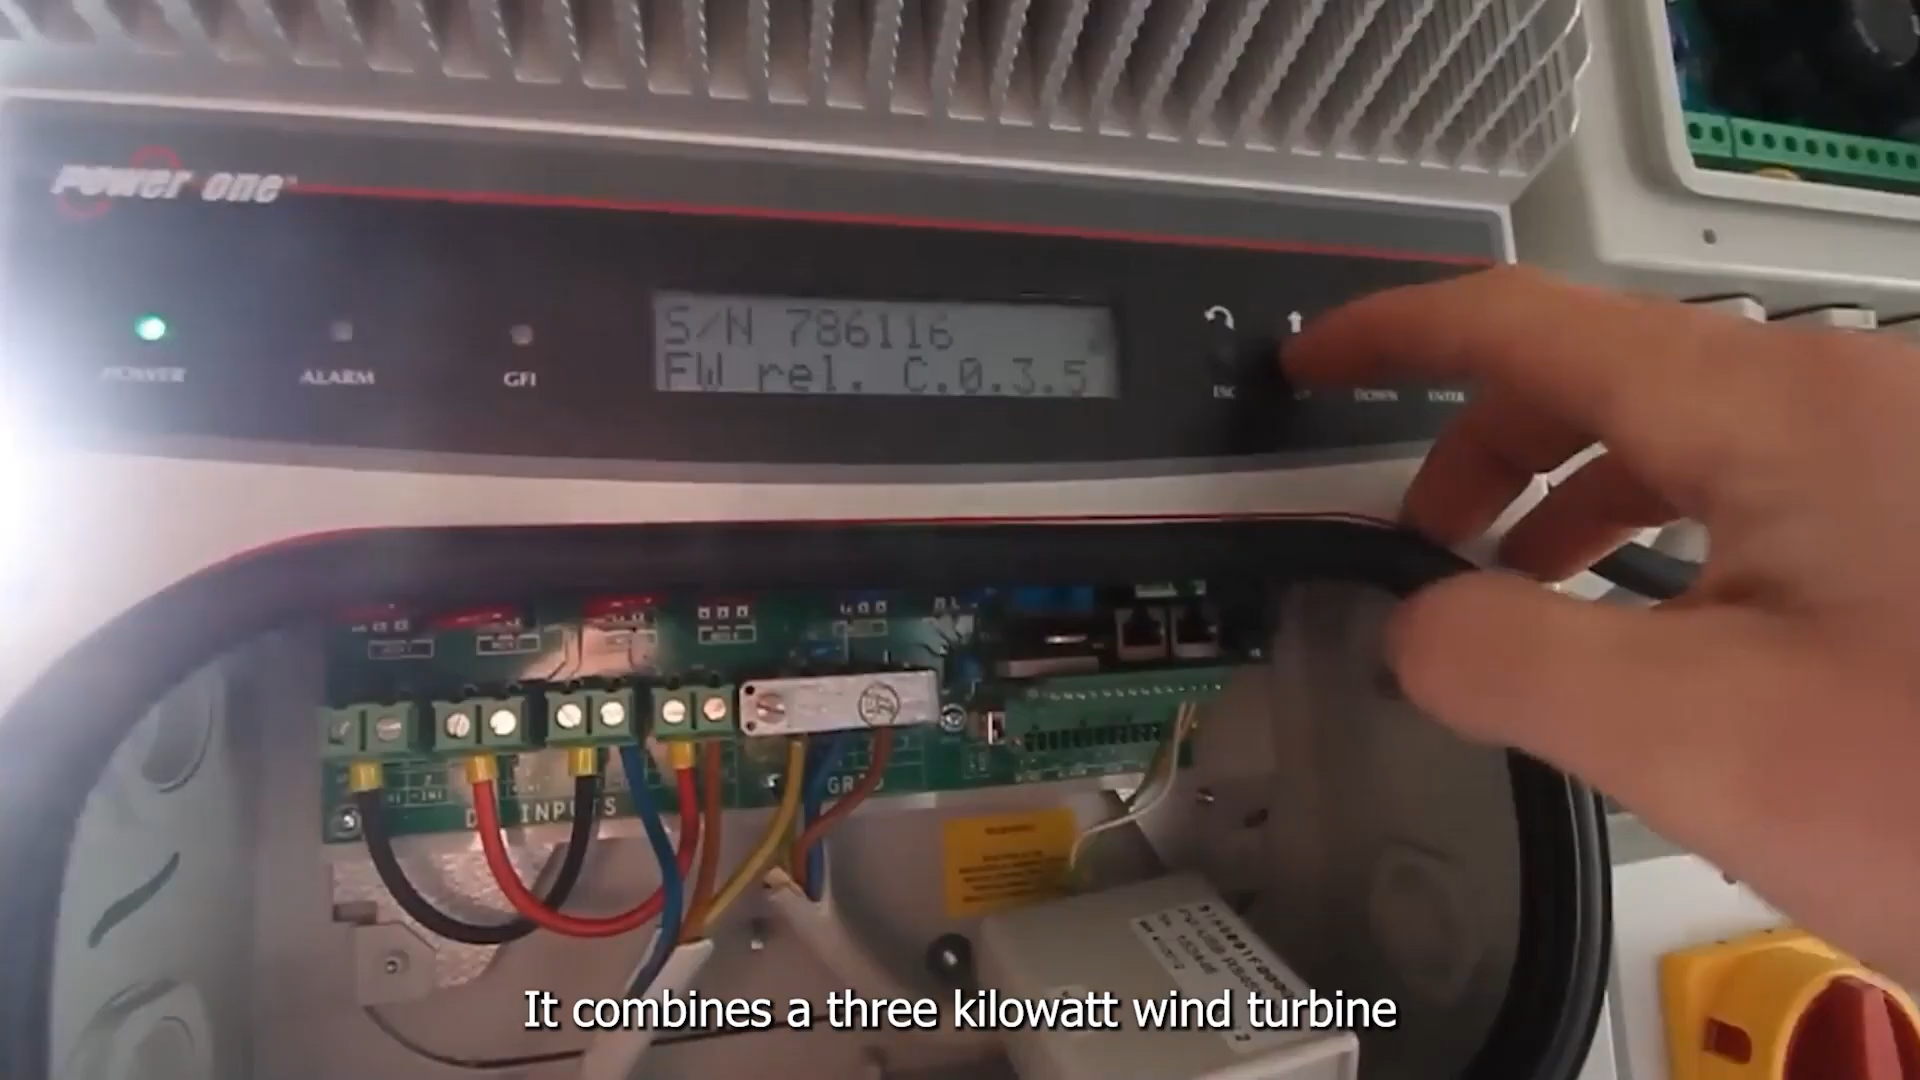 power one
S/N 786116
FW rel. C.0.3.5
POWER
ALARM
GFI
ESC
UP
DOWN
ENTER
INPUTS
It combines a three kilowatt wind turbine